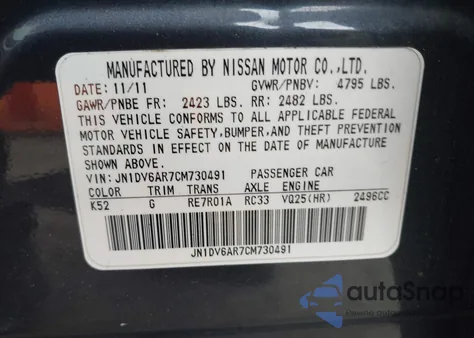 MANUFACTURED BY NISSAN MOTOR CO.,LTD.
DATE: 11/11 GVWR/PNBV: 4795 LBS.
GAWR/PNBE FR: 2423 LBS. RR: 2482 LBS.
THIS VEHICLE CONFORMS TO ALL APPLICABLE FEDERAL
MOTOR VEHICLE SAFETY,BUMPER,AND THEFT PREVENTION
STANDARDS IN EFFECT ON THE DATE OF MANUFACTURE
SHOWN ABOVE.
VIN: JN1DV6AR7CM730491 PASSENGER CAR
COLOR TRIM TRANS AXLE ENGINE
K52 G RE7R01A RC33 VQ25(HR) 2496CC
JN1DV6AR7CM730491
autoSnap